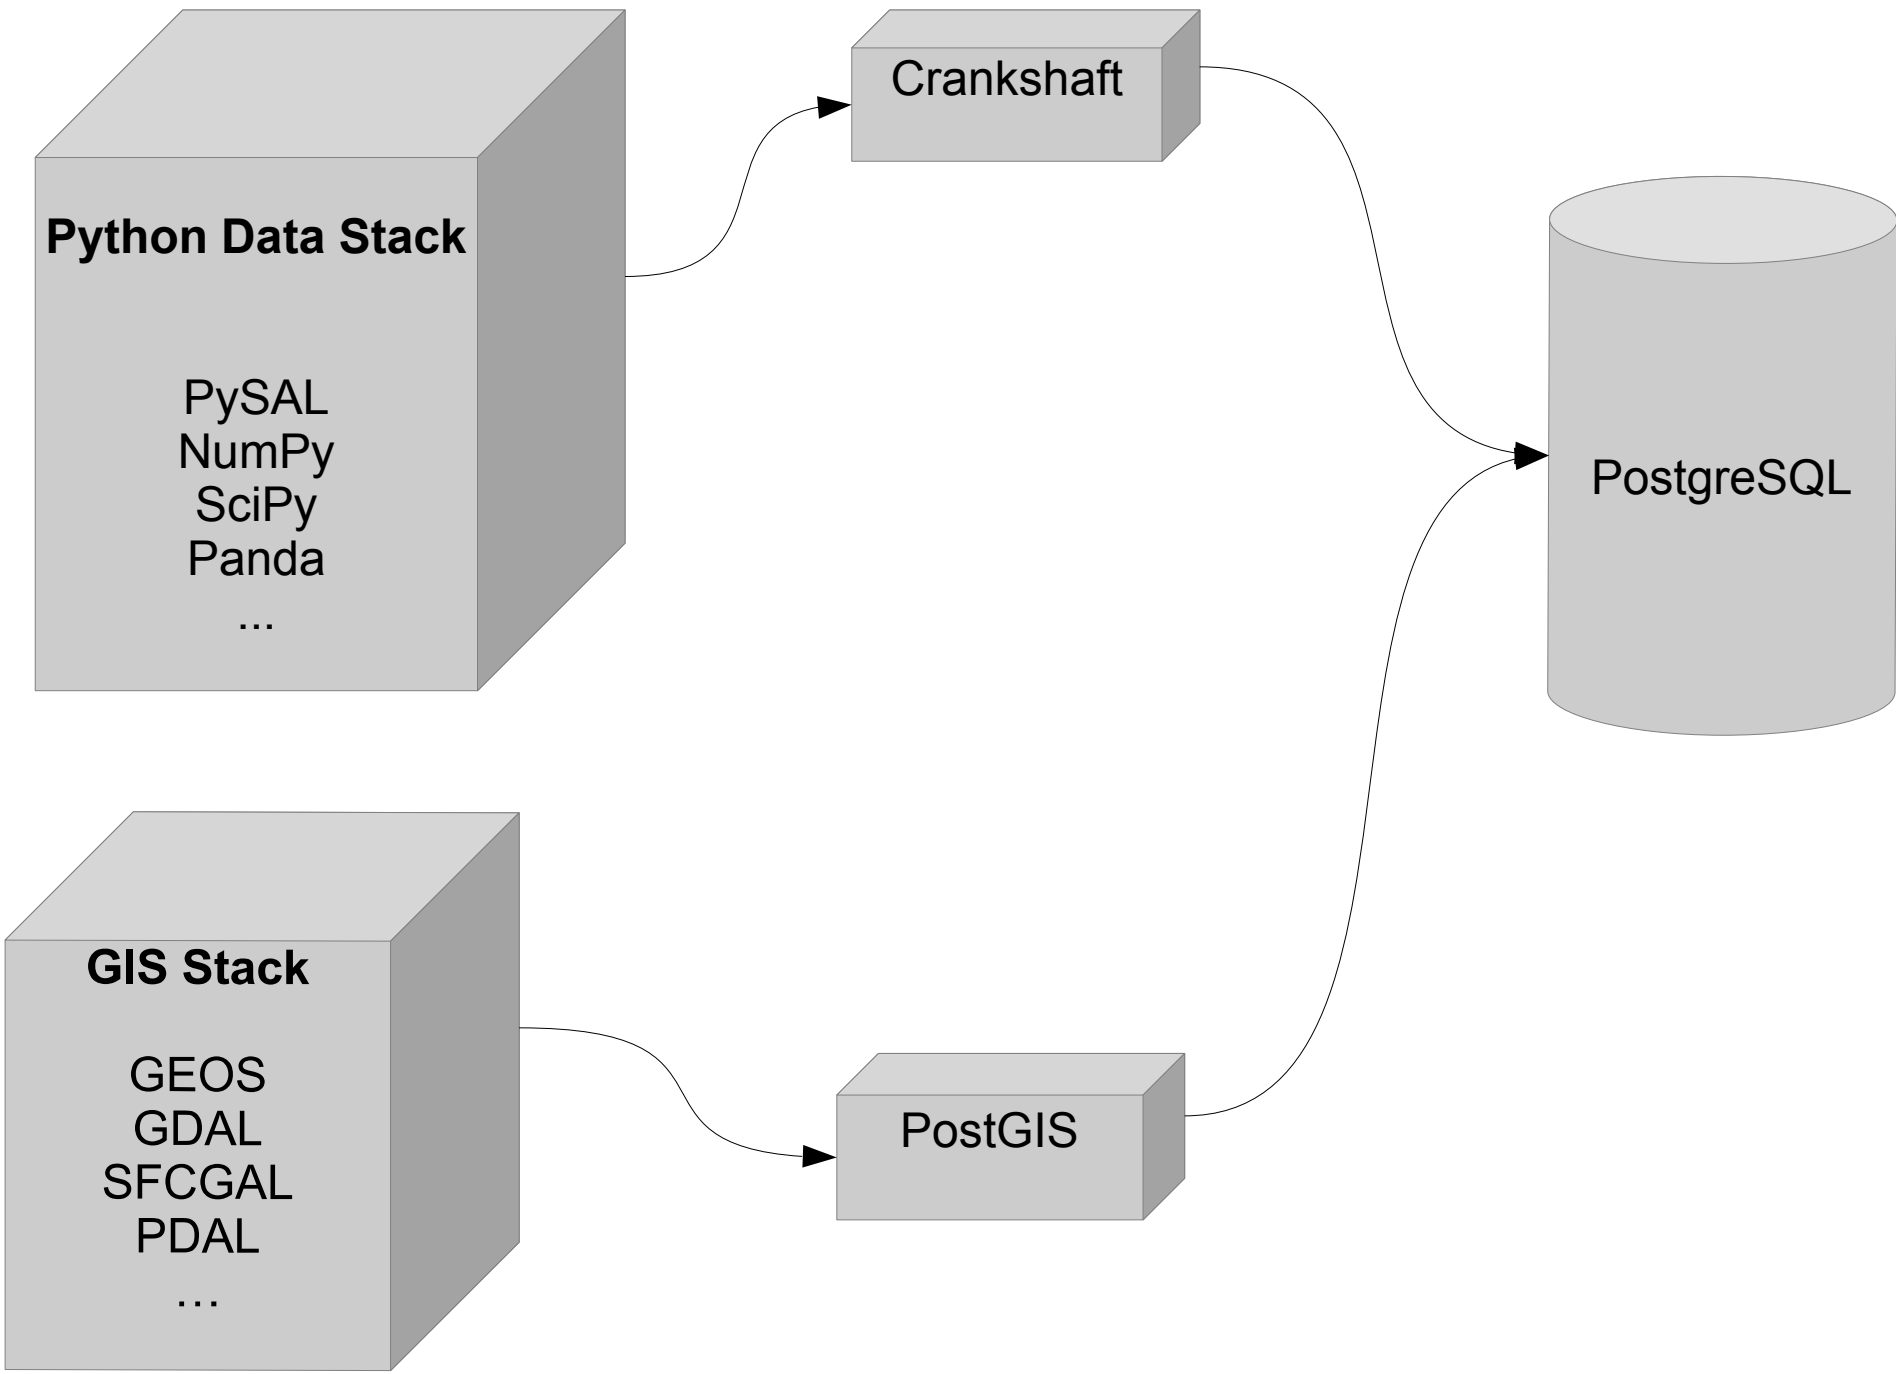 Crankshaft
Python Data Stack
PySAL
NumPy
SciPy
Panda
...
PostgreSQL
GIS Stack
GEOS
GDAL
SFCGAL
PDAL
…
PostGIS